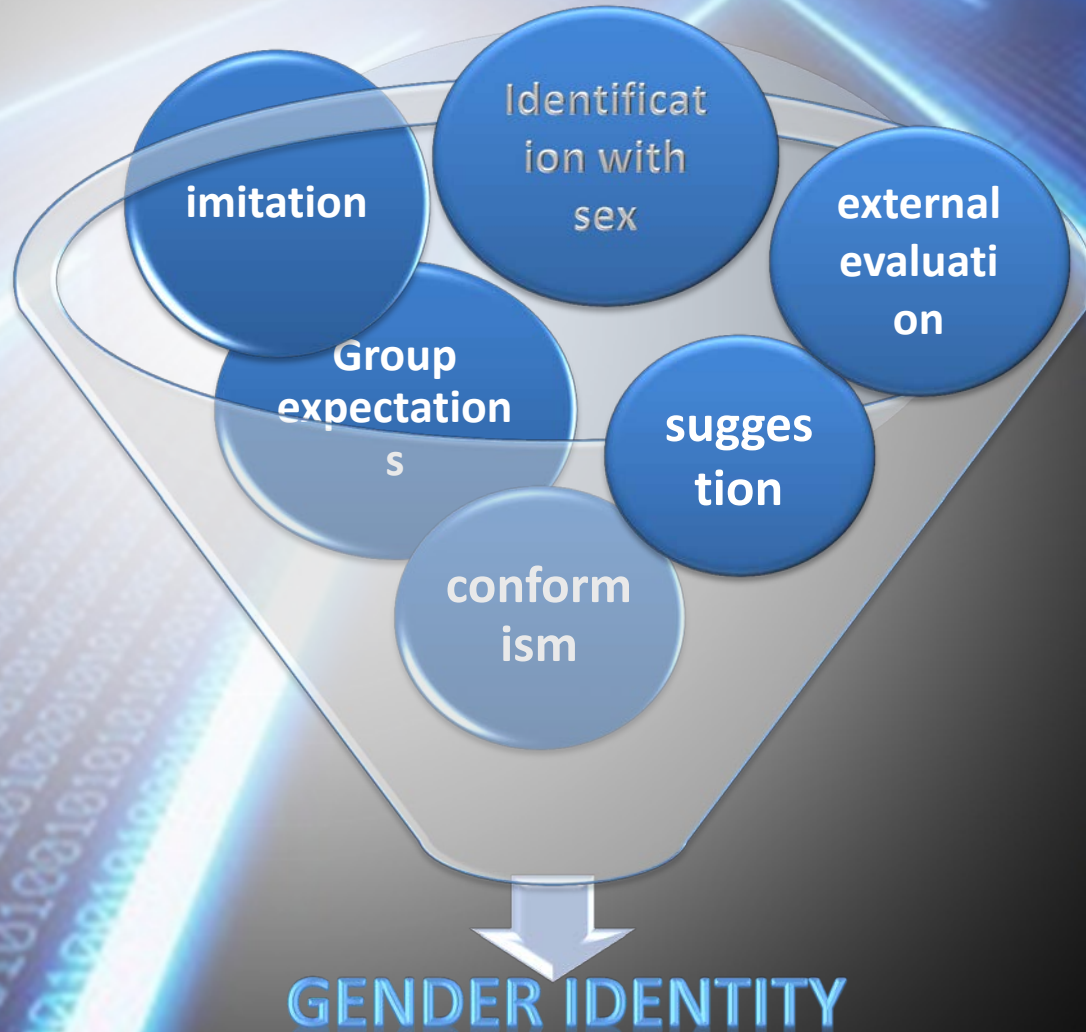 imitation
Identificat
ion with
sex
external
evaluati
on
Group
expectation
s
sugges
tion
conform
ism
GENDER IDENTITY